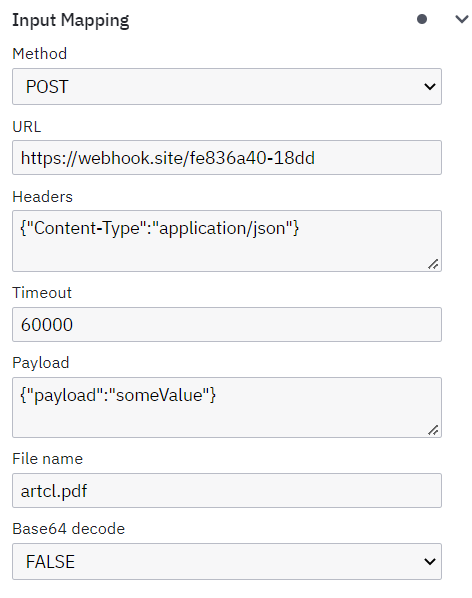 Input Mapping
Method
POST
URL
https://webhook.site/fe836a40-18dd
Headers
{"Content-Type":"application/json"}
Timeout
60000
Payload
{"payload":"someValue"}
File name
artcl.pdf
Base64 decode
FALSE